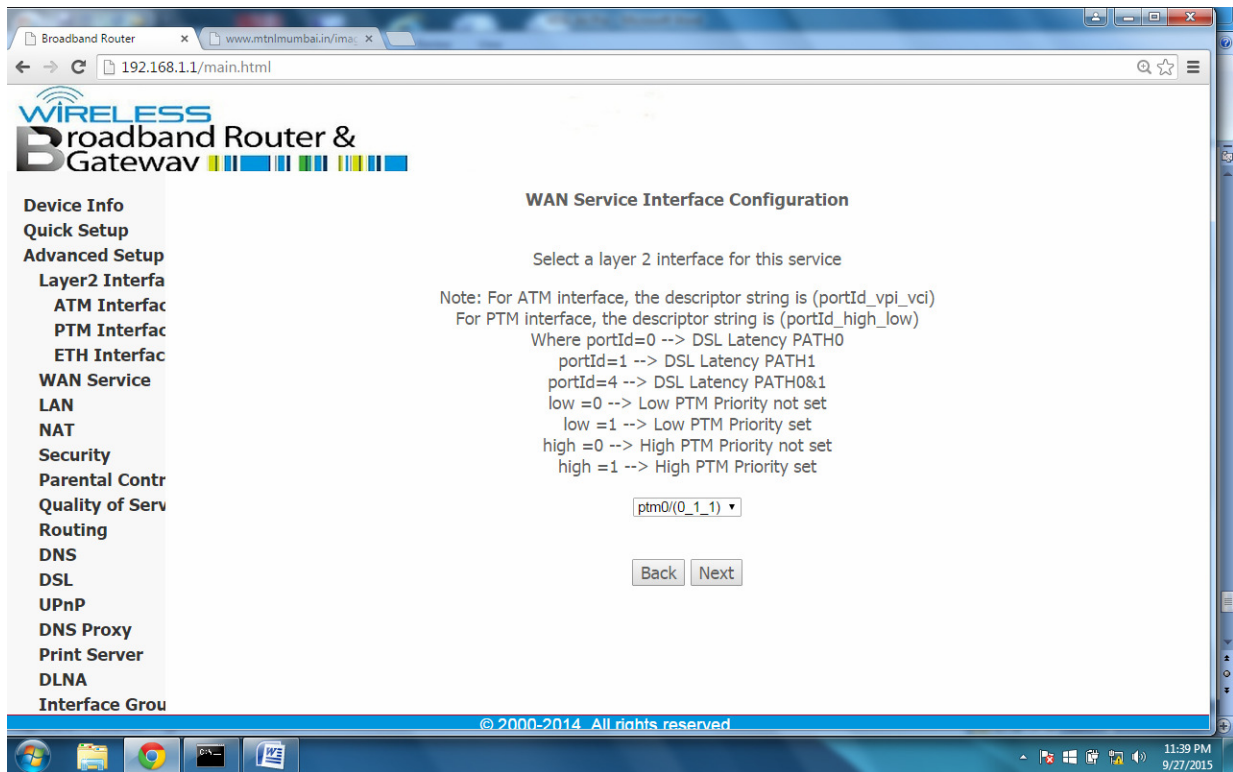 Broadband Router
www.mtnlmumbai.in/ima
192.168.1.1/main.html
WIRELESS
Broadband Router &
Gateway
Device Info
Quick Setup
Advanced Setup
Layer2 Interfa
ATM Interfac
PTM Interfac
ETH Interfac
WAN Service
LAN
NAT
Security
Parental Contr
Quality of Serv
Routing
DNS
DSL
UPnP
DNS Proxy
Print Server
DLNA
Interface Grou
WAN Service Interface Configuration
Select a layer 2 interface for this service
Note: For ATM interface, the descriptor string is (portId_vpi_vci)
For PTM interface, the descriptor string is (portId_high_low)
Where portId=0 --> DSL Latency PATH0
portId=1 --> DSL Latency PATH1
portId=4 --> DSL Latency PATH0&1
low =0 --> Low PTM Priority not set
low =1 --> Low PTM Priority set
high =0 --> High PTM Priority not set
high =1 --> High PTM Priority set
ptm0/(0_1_1)
Back Next
© 2000-2014 All rights reserved
11:39 PM
9/27/2015